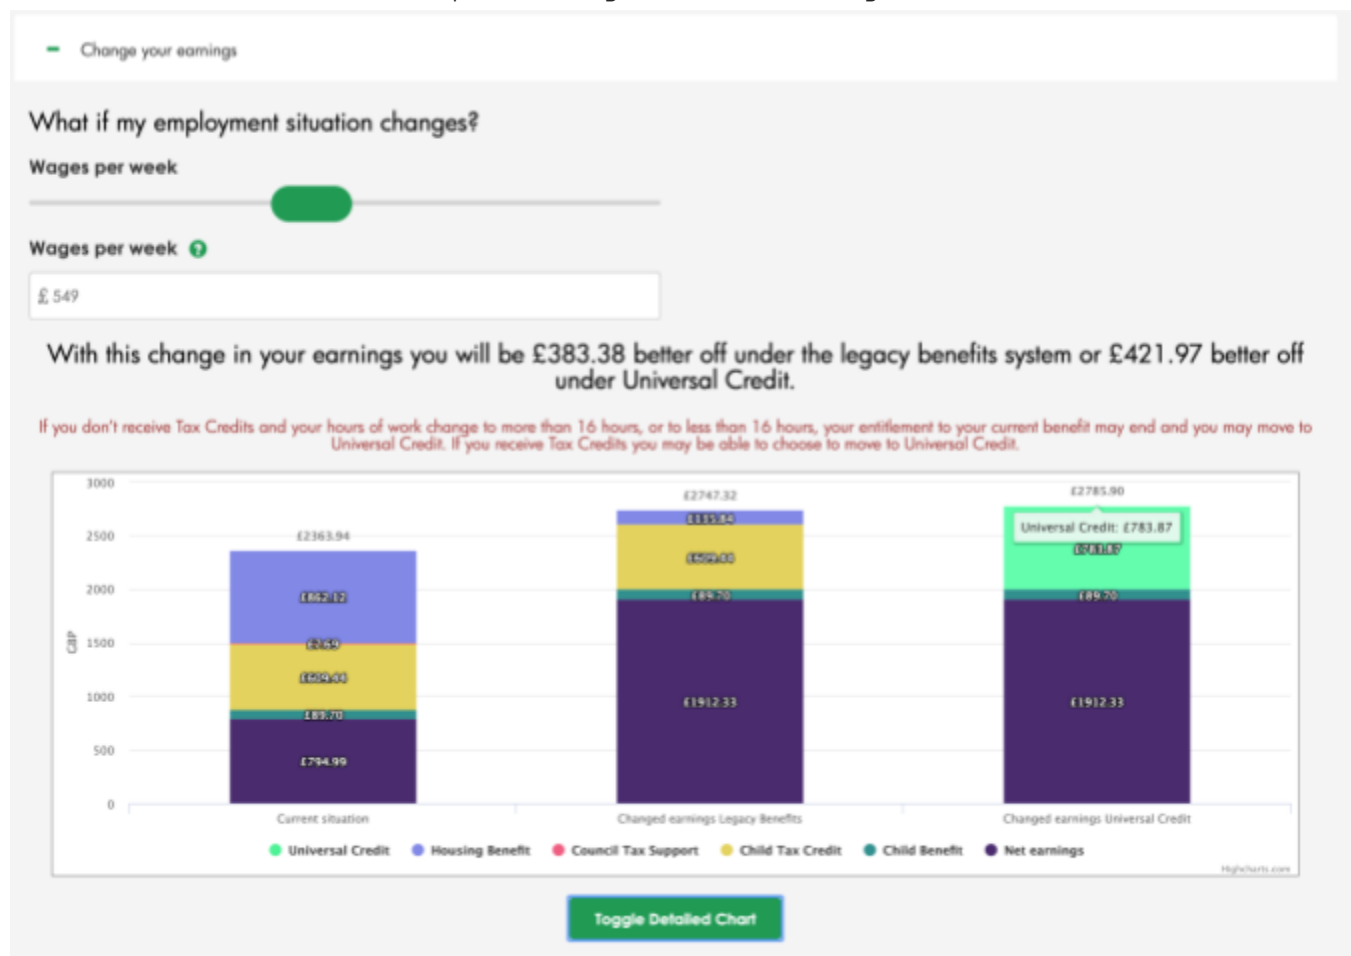 Change your earnings
What if my employment situation changes?
Wages per week
Wages per week ?
£ 549
With this change in your earnings you will be £383.38 better off under the legacy benefits system or £421.97 better off
under Universal Credit.
If you don't receive Tax Credits and your hours of work change to more than 16 hours, or to less than 16 hours, your entitlement to your current benefit may end and you may move to
Universal Credit. If you receive Tax Credits you may be able to choose to move to Universal Credit.
GBP
3000
2500
2000
1500
1000
500
0
£2363.94
£862.12
£609.44
£89.70
£794.99
£2747.32
£609.44
£89.70
£1912.33
£2785.90
Universal Credit: £783.87
£783.87
£89.70
£1912.33
Current situation
Changed earnings Legacy Benefits
Changed earnings Universal Credit
Universal Credit Housing Benefit Council Tax Support Child Tax Credit Child Benefit Net earnings
Highcharts.com
Toggle Detailed Chart